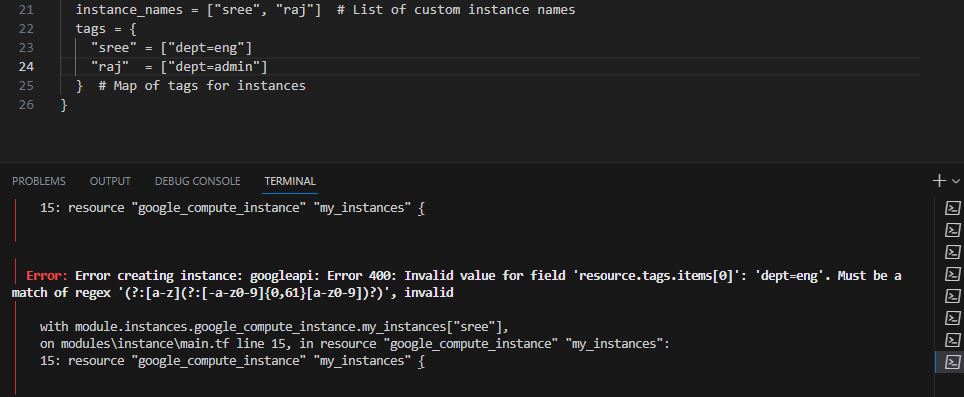 21 instance_names = ["sree", "raj"] # List of custom instance names
22 tags = {
23 "sree" = ["dept=eng"]
24 "raj" = ["dept=admin"]
25 } # Map of tags for instances
26 }
PROBLEMS OUTPUT DEBUG CONSOLE TERMINAL
15: resource "google_compute_instance" "my_instances" {
Error: Error creating instance: googleapi: Error 400: Invalid value for field 'resource.tags.items[0]': 'dept=eng'. Must be a
match of regex '(?:[a-z](?:[-a-z0-9]{0,61}[a-z0-9])?)', invalid
with module.instances.google_compute_instance.my_instances["sree"],
on modules\instance\main.tf line 15, in resource "google_compute_instance" "my_instances":
15: resource "google_compute_instance" "my_instances" {